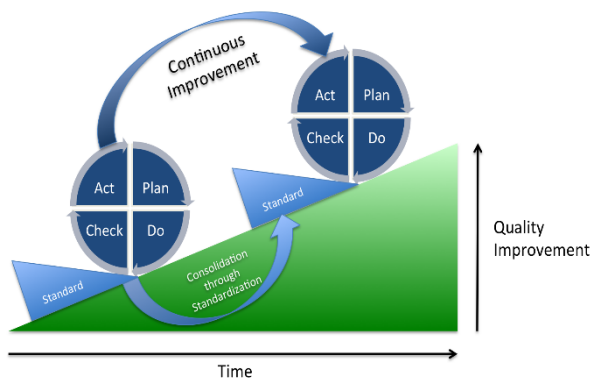 Continuous
Improvement
Act
Plan
Check
Do
Act
Plan
Check
Do
Standard
Standard
Consolidation
through
Standardization
Quality
Improvement
Time